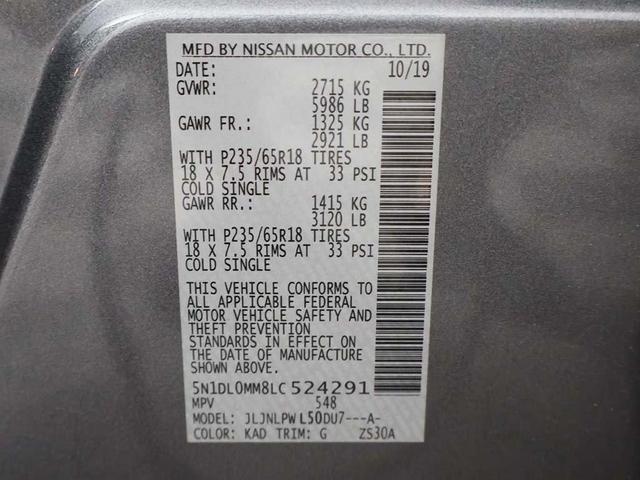 MFD BY NISSAN MOTOR CO., LTD.
DATE: 10/19
GVWR: 2715 KG
5986 LB
GAWR FR.: 1325 KG
2921 LB
WITH P235/65R18 TIRES
18 X 7.5 RIMS AT 33 PSI
COLD SINGLE
GAWR RR.: 1415 KG
3120 LB
WITH P235/65R18 TIRES
18 X 7.5 RIMS AT 33 PSI
COLD SINGLE
THIS VEHICLE CONFORMS TO
ALL APPLICABLE FEDERAL
MOTOR VEHICLE SAFETY AND
THEFT PREVENTION
STANDARDS IN EFFECT ON
THE DATE OF MANUFACTURE
SHOWN ABOVE.
5N1DL0MM8LC524291
MPV 548
MODEL: JLJNLPW L50DU7---A-
COLOR: KAD TRIM: G ZS30A